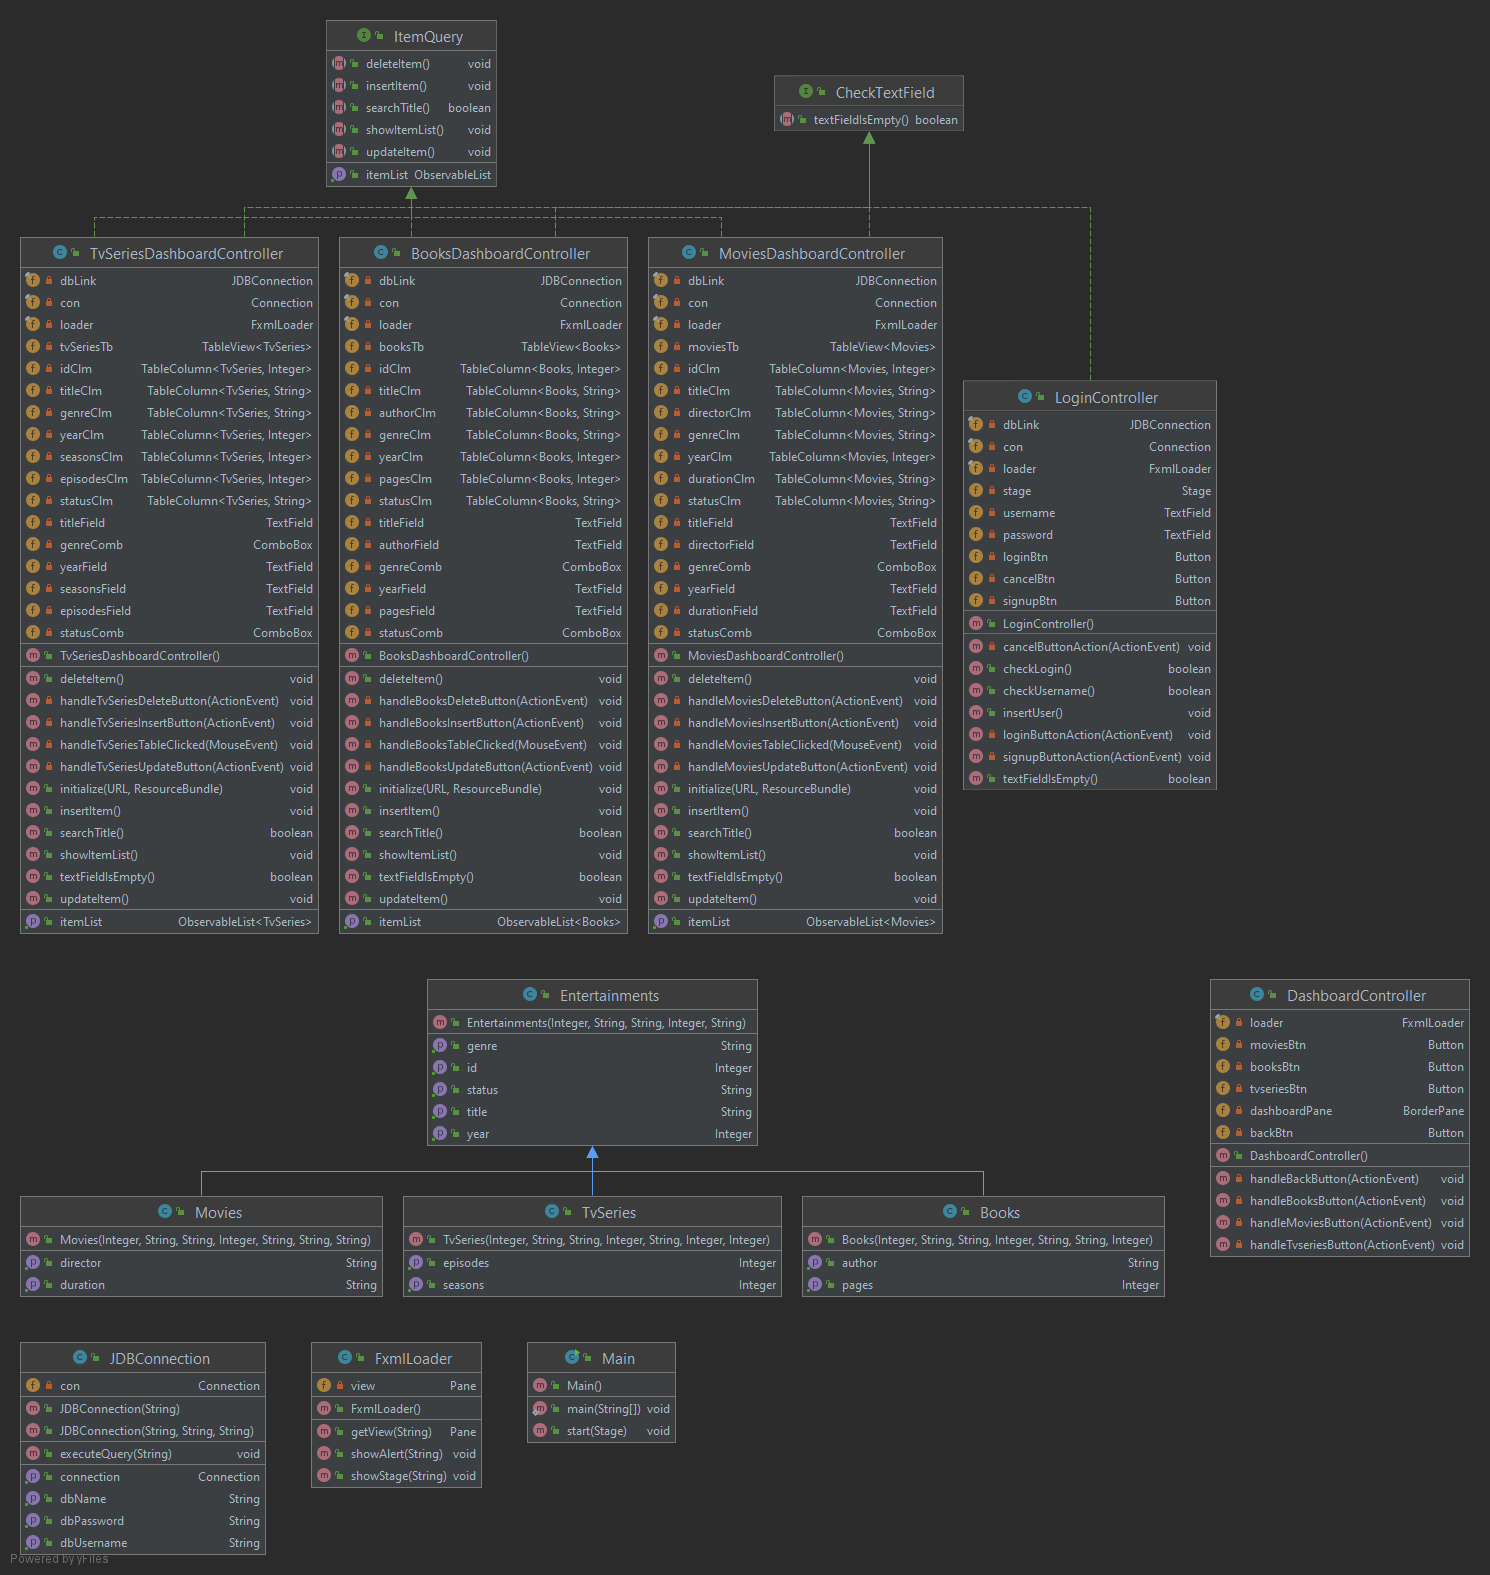 ItemQuery
deleteItem() void
insertItem() void
searchTitle() boolean
showItemList() void
updateItem() void
itemList ObservableList
CheckTextField
textFieldIsEmpty() boolean
TvSeriesDashboardController
dbLink JDBConnection
con Connection
loader FxmlLoader
tvSeriesTb TableView<TvSeries>
idClm TableColumn<TvSeries, Integer>
titleClm TableColumn<TvSeries, String>
genreClm TableColumn<TvSeries, String>
yearClm TableColumn<TvSeries, Integer>
seasonsClm TableColumn<TvSeries, Integer>
episodesClm TableColumn<TvSeries, Integer>
statusClm TableColumn<TvSeries, String>
titleField TextField
genreComb ComboBox
yearField TextField
seasonsField TextField
episodesField TextField
statusComb ComboBox
TvSeriesDashboardController()
deleteItem() void
handleTvSeriesDeleteButton(ActionEvent) void
handleTvSeriesInsertButton(ActionEvent) void
handleTvSeriesTableClicked(MouseEvent) void
handleTvSeriesUpdateButton(ActionEvent) void
initialize(URL, ResourceBundle) void
insertItem() void
searchTitle() boolean
showItemList() void
textFieldIsEmpty() boolean
updateItem() void
itemList ObservableList<TvSeries>
BooksDashboardController
dbLink JDBConnection
con Connection
loader FxmlLoader
booksTb TableView<Books>
idClm TableColumn<Books, Integer>
titleClm TableColumn<Books, String>
authorClm TableColumn<Books, String>
genreClm TableColumn<Books, String>
yearClm TableColumn<Books, Integer>
pagesClm TableColumn<Books, Integer>
statusClm TableColumn<Books, String>
titleField TextField
authorField TextField
genreComb ComboBox
yearField TextField
pagesField TextField
statusComb ComboBox
BooksDashboardController()
deleteItem() void
handleBooksDeleteButton(ActionEvent) void
handleBooksInsertButton(ActionEvent) void
handleBooksTableClicked(MouseEvent) void
handleBooksUpdateButton(ActionEvent) void
initialize(URL, ResourceBundle) void
insertItem() void
searchTitle() boolean
showItemList() void
textFieldIsEmpty() boolean
updateItem() void
itemList ObservableList<Books>
MoviesDashboardController
dbLink JDBConnection
con Connection
loader FxmlLoader
moviesTb TableView<Movies>
idClm TableColumn<Movies, Integer>
titleClm TableColumn<Movies, String>
directorClm TableColumn<Movies, String>
genreClm TableColumn<Movies, String>
yearClm TableColumn<Movies, Integer>
durationClm TableColumn<Movies, String>
statusClm TableColumn<Movies, String>
titleField TextField
directorField TextField
genreComb ComboBox
yearField TextField
durationField TextField
statusComb ComboBox
MoviesDashboardController()
deleteItem() void
handleMoviesDeleteButton(ActionEvent) void
handleMoviesInsertButton(ActionEvent) void
handleMoviesTableClicked(MouseEvent) void
handleMoviesUpdateButton(ActionEvent) void
initialize(URL, ResourceBundle) void
insertItem() void
searchTitle() boolean
showItemList() void
textFieldIsEmpty() boolean
updateItem() void
itemList ObservableList<Movies>
LoginController
dbLink JDBConnection
con Connection
loader FxmlLoader
stage Stage
username TextField
password TextField
loginBtn Button
cancelBtn Button
signupBtn Button
LoginController()
cancelButtonAction(ActionEvent) void
checkLogin() boolean
checkUsername() boolean
insertUser() void
loginButtonAction(ActionEvent) void
signupButtonAction(ActionEvent) void
textFieldIsEmpty() boolean
Entertainments
Entertainments(Integer, String, String, Integer, String)
genre String
id Integer
status String
title String
year Integer
DashboardController
loader FxmlLoader
moviesBtn Button
booksBtn Button
tvseriesBtn Button
dashboardPane BorderPane
backBtn Button
DashboardController()
handleBackButton(ActionEvent) void
handleBooksButton(ActionEvent) void
handleMoviesButton(ActionEvent) void
handleTvseriesButton(ActionEvent) void
Movies
Movies(Integer, String, String, Integer, String, String, String)
director String
duration String
TvSeries
TvSeries(Integer, String, String, Integer, String, Integer, Integer)
episodes Integer
seasons Integer
Books
Books(Integer, String, String, Integer, String, String, Integer)
author String
pages Integer
JDBConnection
con Connection
JDBConnection(String)
JDBConnection(String, String, String)
executeQuery(String) void
connection Connection
dbName String
dbPassword String
dbUsername String
FxmlLoader
view Pane
FxmlLoader()
getView(String) Pane
showAlert(String) void
showStage(String) void
Main
Main()
main(String[]) void
start(Stage) void
Powered by yFiles